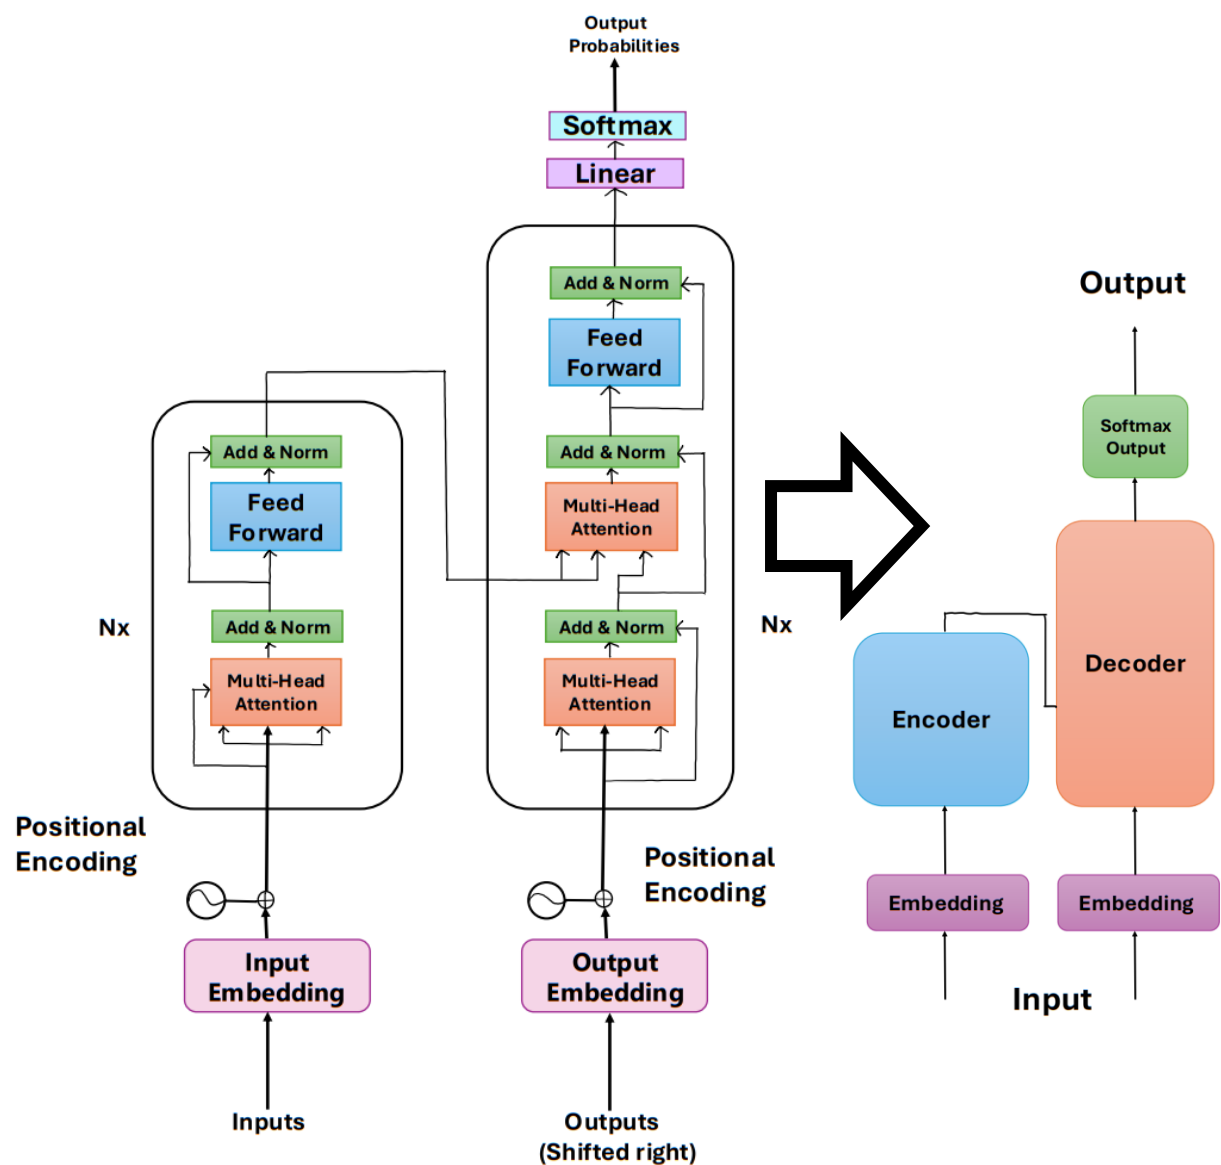 Output
Probabilities
Softmax
Linear
Add & Norm
Feed
Forward
Add & Norm
Multi-Head
Attention
Add & Norm
Multi-Head
Attention
Nx
Add & Norm
Feed
Forward
Add & Norm
Multi-Head
Attention
Nx
Positional
Encoding
Positional
Encoding
Input
Embedding
Output
Embedding
Inputs
Outputs
(Shifted right)
Output
Softmax
Output
Decoder
Encoder
Embedding
Embedding
Input